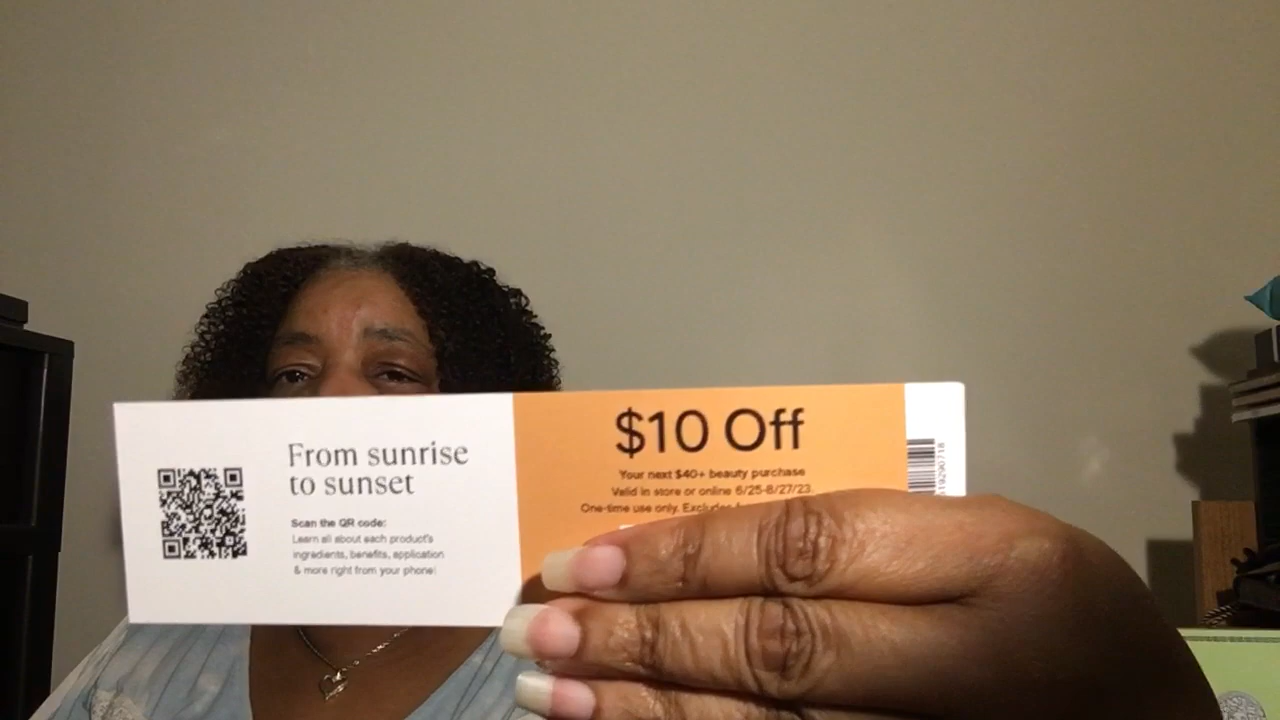 From sunrise
to sunset
Scan the QR code:
Learn all about each product's
ingredients, benefits, application
& more right from your phone!
$10 Off
Your next $40+ beauty purchase
Valid in store or online 6/25-8/27/23
One-time use only.